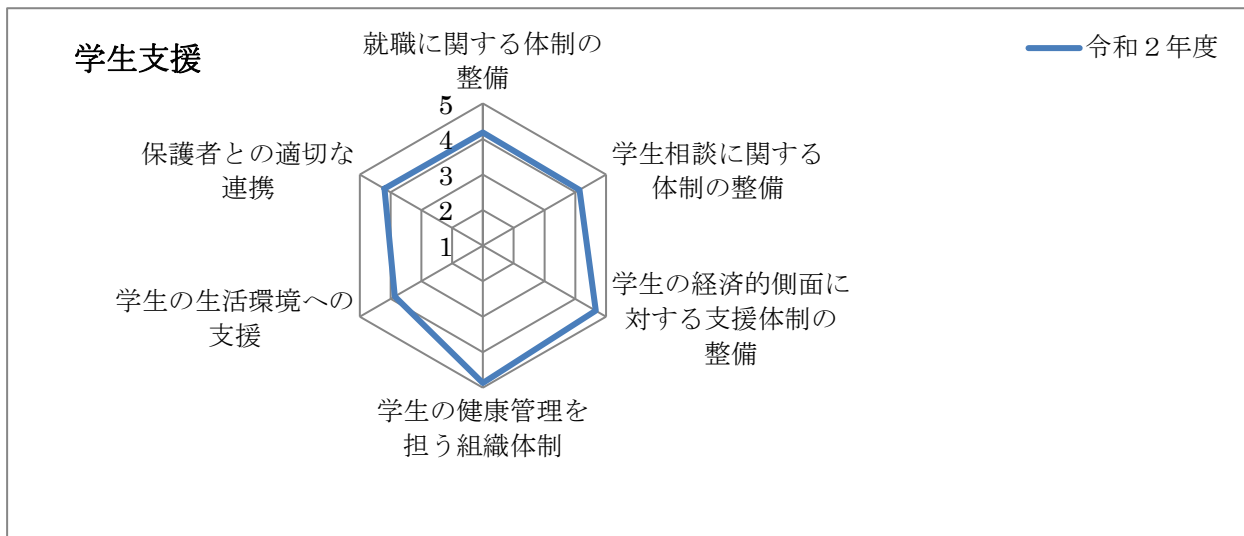 学生支援
令和２年度
就職に関する体制の
整備
学生相談に関する
体制の整備
学生の経済的側面に
対する支援体制の
整備
学生の健康管理を
担う組織体制
学生の生活環境への
支援
保護者との適切な
連携
5
4
3
2
1